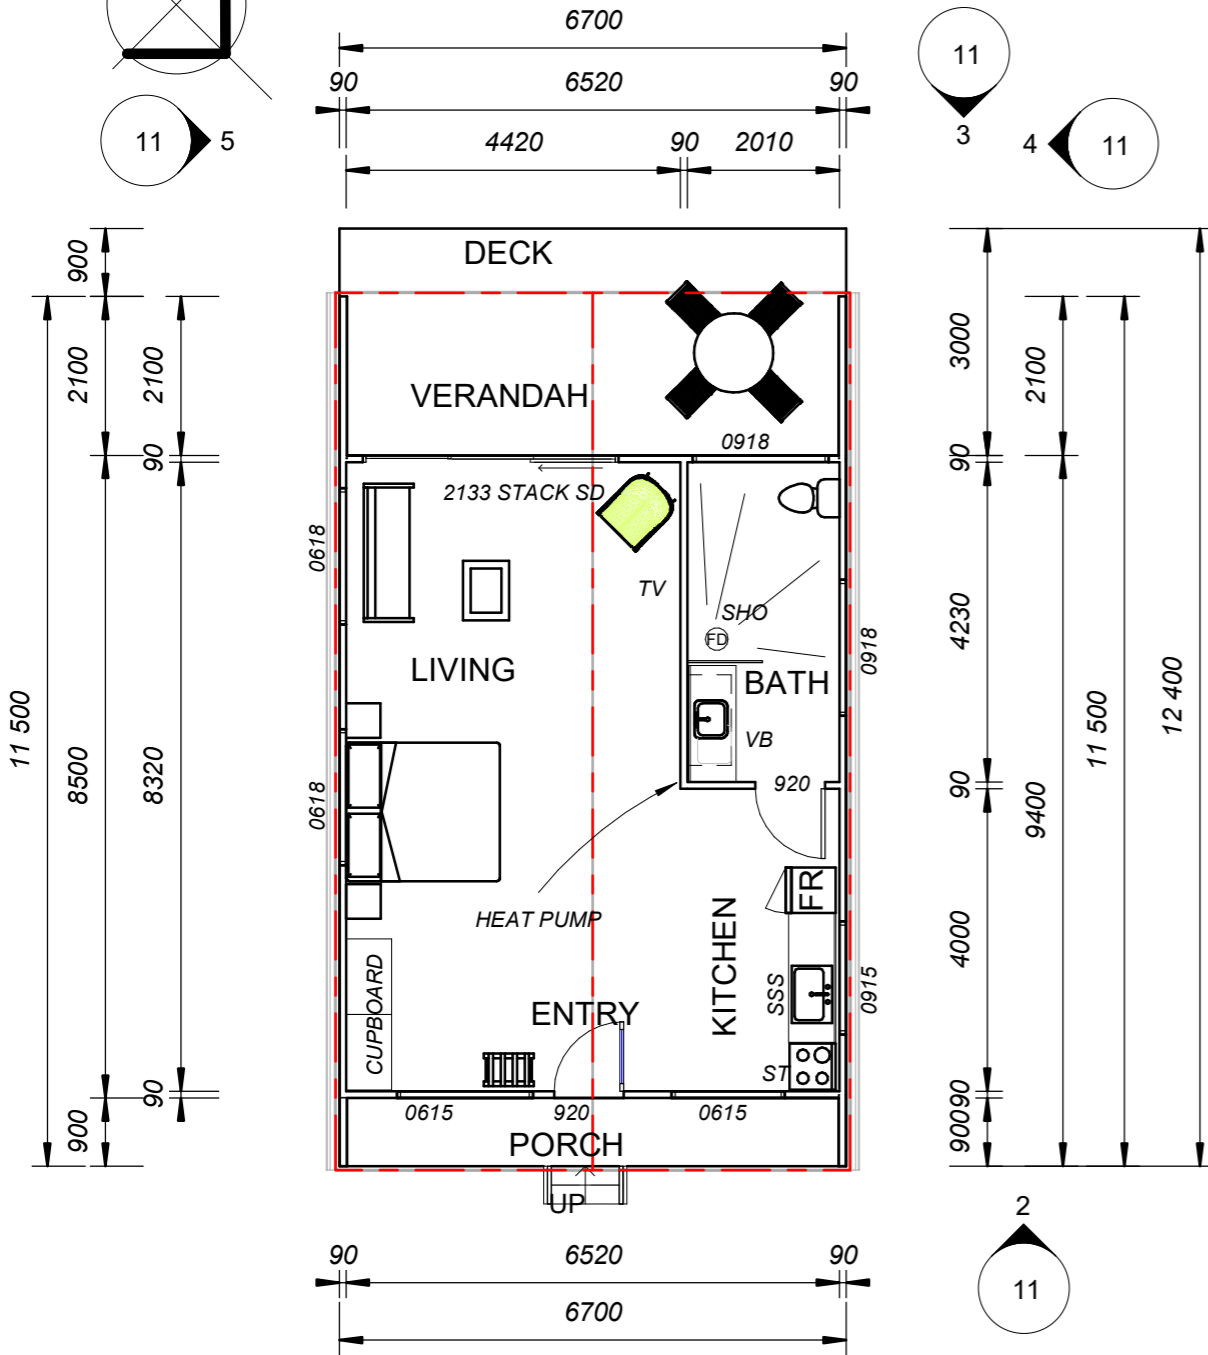 6700
90 6520 90
4420 90 2010
11
5
11
3
4
11
900
2100
2100
90
11 500
8500
8320
90
900
3000
2100
90
4230
90
9400
11 500
12 400
4000
90
900
DECK
VERANDAH
0918
2133 STACK SD
0618
TV
SHO
FD
LIVING
BATH
0918
VB
0618
920
HEAT PUMP
FR
KITCHEN
SSS
0915
CUPBOARD
ENTRY
ST
0615
920
0615
PORCH
UP
2
11
90 6520 90
6700